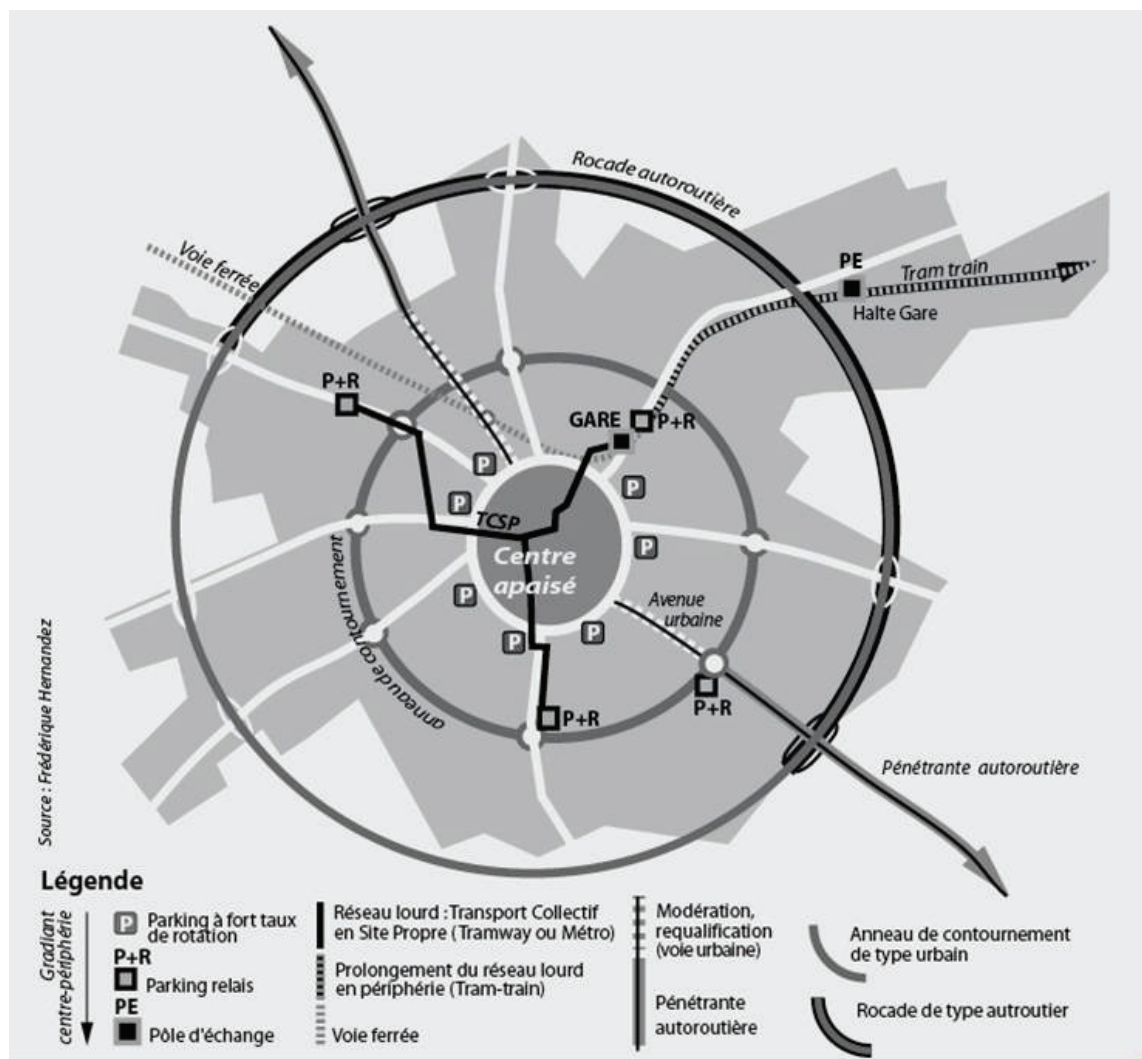 Rocade autoroutière
Voie ferrée
PE
Tram train
Halte Gare
P+R
GARE
P+R
P
P
P
TCSP
P
Centre
apaisé
P
Avenue
urbaine
P
P
anneau de contournement
P+R
P+R
Pénétrante autoroutière
Source : Frédérique Hernandez
Légende
Gradiant
centre-périphérie
P
Parking à fort taux
de rotation
P+R
Parking relais
PE
Pôle d'échange
Réseau lourd : Transport Collectif
en Site Propre (Tramway ou Métro)
Prolongement du réseau lourd
en périphérie (Tram-train)
Voie ferrée
Modération,
requalification
(voie urbaine)
Pénétrante
autoroutière
Anneau de contournement
de type urbain
Rocade de type autroutier